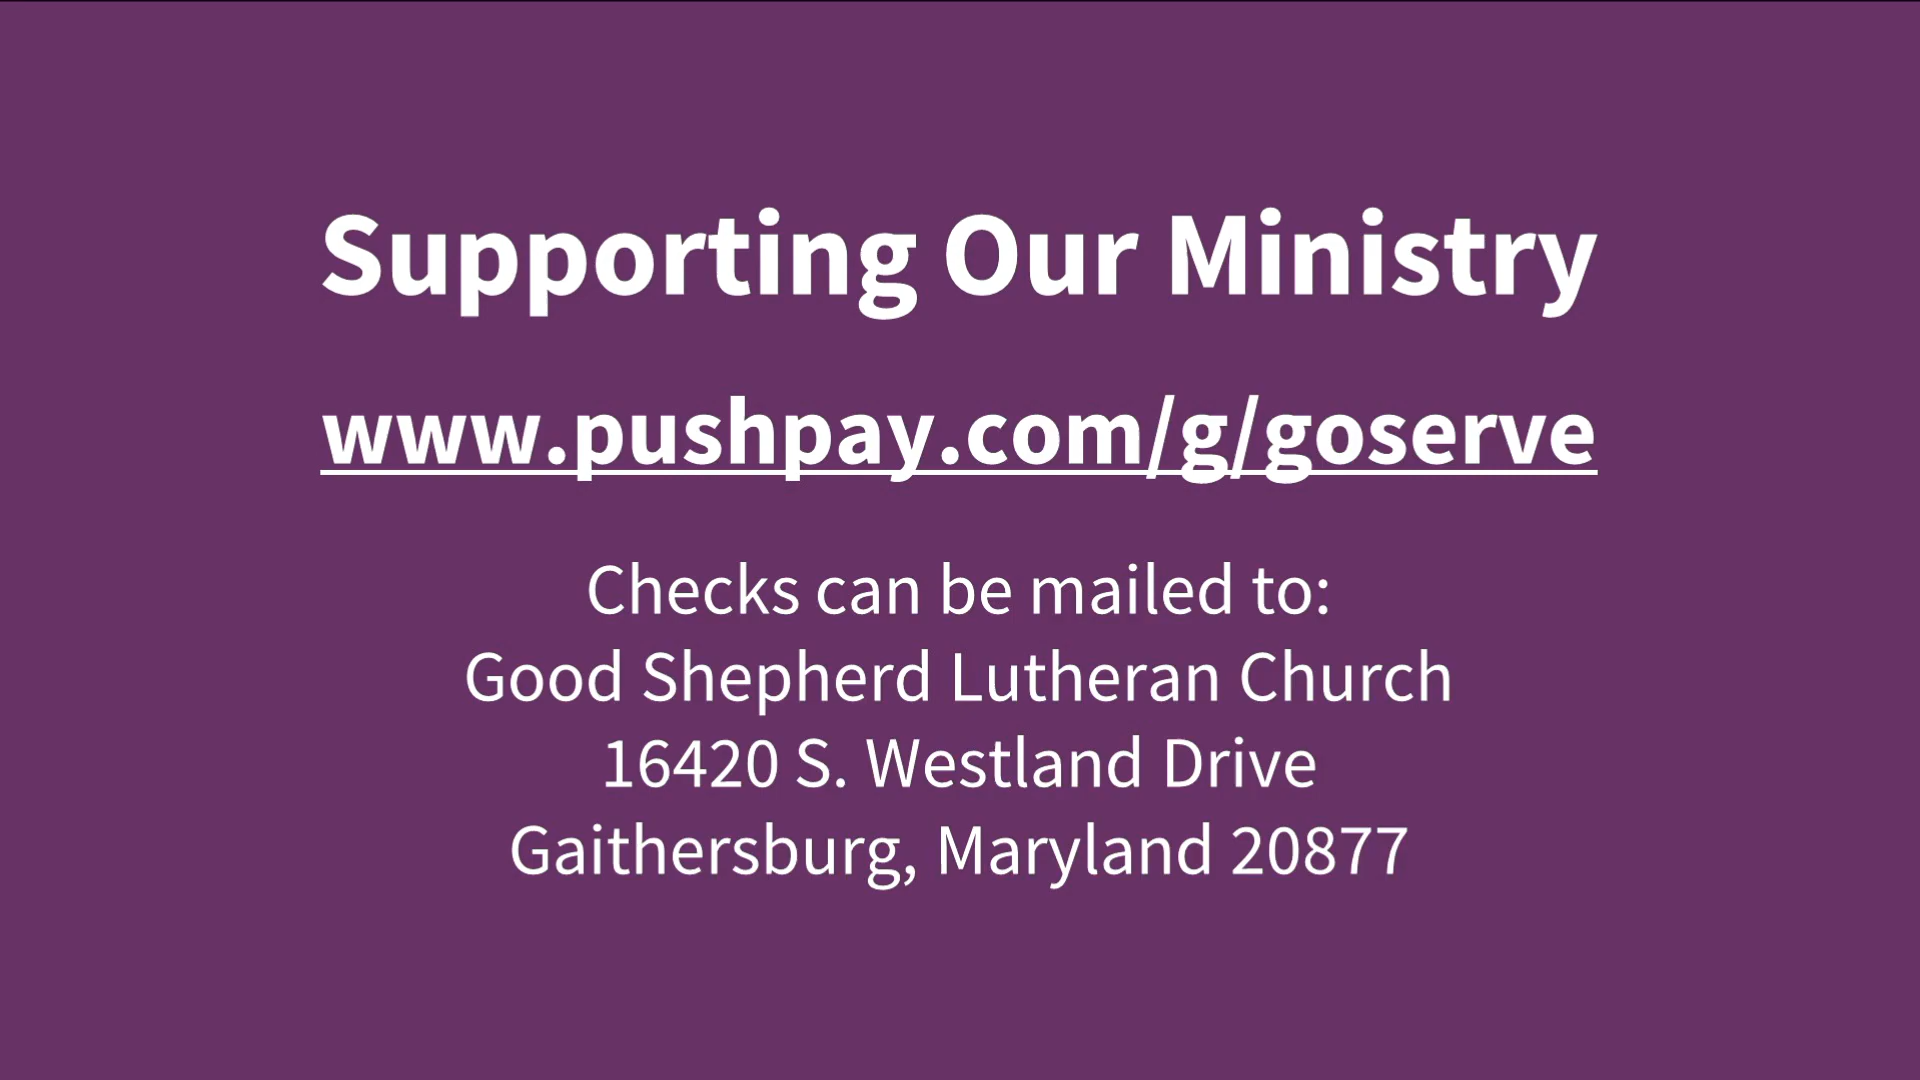 Supporting Our Ministry
www.pushpay.com/g/goserve
Checks can be mailed to:
Good Shepherd Lutheran Church
16420 S. Westland Drive
Gaithersburg, Maryland 20877